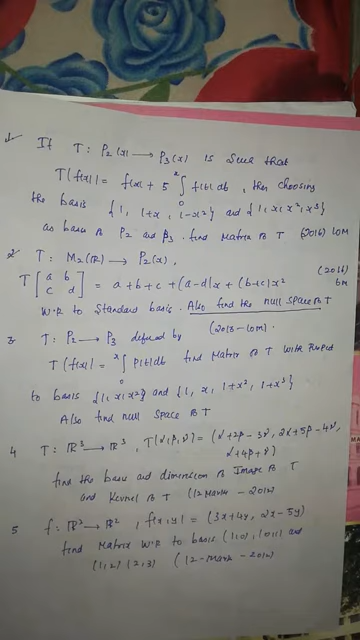 1 If T: P₂(x) → P₃(x) is such that
T(f(x)) = f(x) + 5 ∫₀ˣ f(t) dt, then choosing
the basis {1, 1+x, 1-x²} and {1, x, x², x³}
as bases of P₂ and P₃. find Matrix of T (2016) 10M
2 T: M₂(R) → P₂(x),
T [a b
c d] = a+b+c + (a-d)x + (b+c)x² (2016)
6m
W.R to Standard basis. Also find the null space of T
(2013 - 10M).
3 T: P₂ → P₃ defined by
T(f(x)) = ∫₀ˣ P(t) dt find Matrix of T with respect
to basis {1, x, x²} and {1, x, 1+x², 1+x³}
Also find null space of T
4 T: R³ → R³, T(α, β, γ) = (α+2β-3γ, 2α+5β-4γ,
α+4β+γ)
find the basis and dimension of Image of T
and Kernel of T (12 Mark - 2012)
5 f: R² → R², f(x, y) = (3x+4y, 2x-5y)
find Matrix W.R to basis (1,0), (0,1) and
(1,2) (2,3) (12-Mark - 2012)